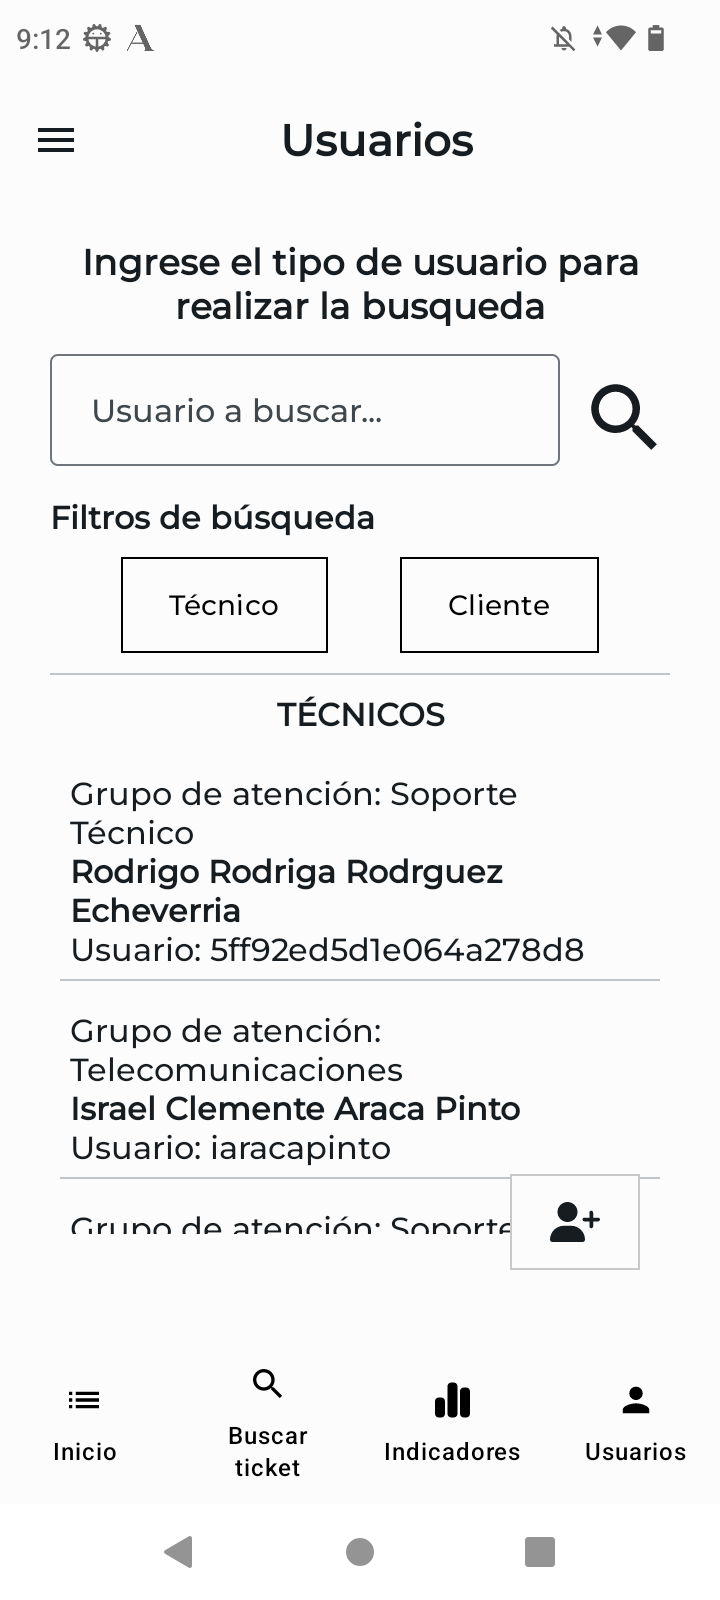 9:12
Usuarios
Ingrese el tipo de usuario para
realizar la busqueda
Usuario a buscar...
Filtros de búsqueda
Técnico
Cliente
TÉCNICOS
Grupo de atención: Soporte
Técnico
Rodrigo Rodriga Rodrguez
Echeverria
Usuario: 5ff92ed5d1e064a278d8
Grupo de atención:
Telecomunicaciones
Israel Clemente Araca Pinto
Usuario: iaracapinto
Grupo de atención: Soporte
Inicio
Buscar
ticket
Indicadores
Usuarios